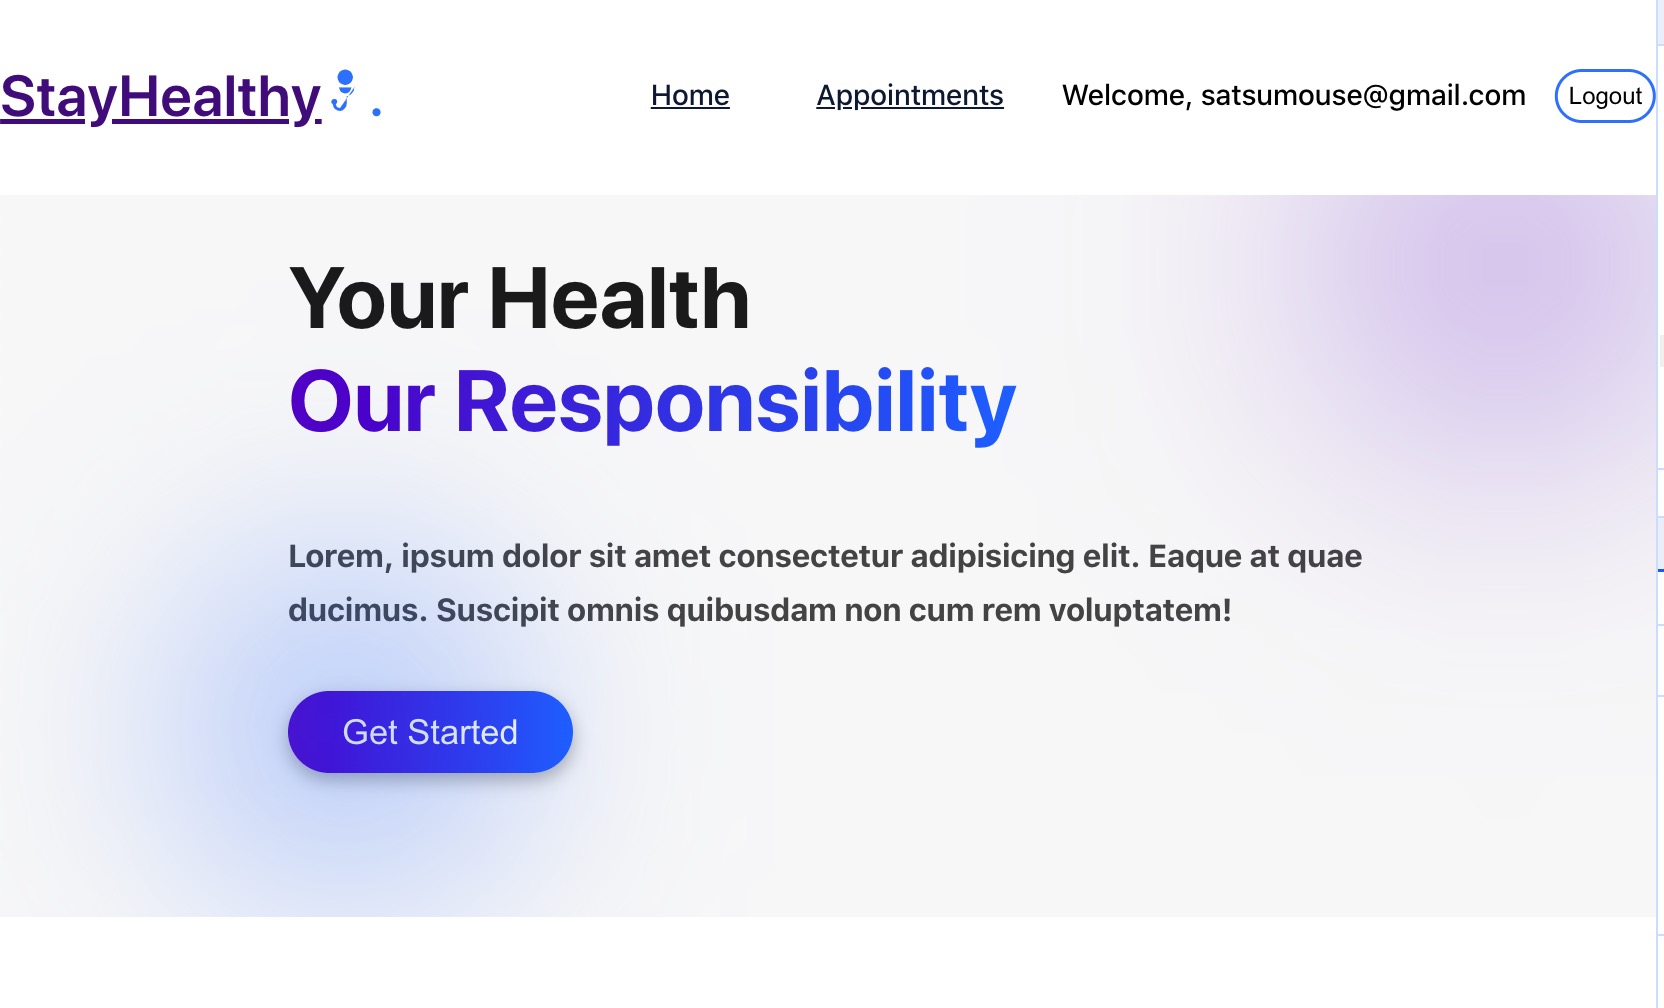 StayHealthy .
Home Appointments Welcome, satsumouse@gmail.com Logout
Your Health
Our Responsibility
Lorem, ipsum dolor sit amet consectetur adipisicing elit. Eaque at quae
ducimus. Suscipit omnis quibusdam non cum rem voluptatem!
Get Started